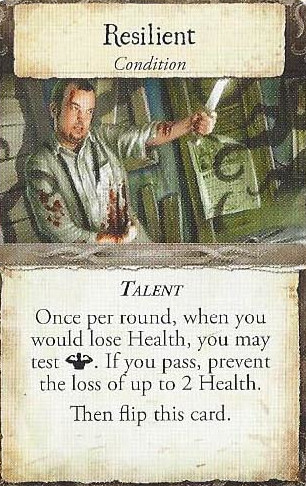 Resilient
Condition
TALENT
Once per round, when you
would lose Health, you may
test . If you pass, prevent
the loss of up to 2 Health.
Then flip this card.